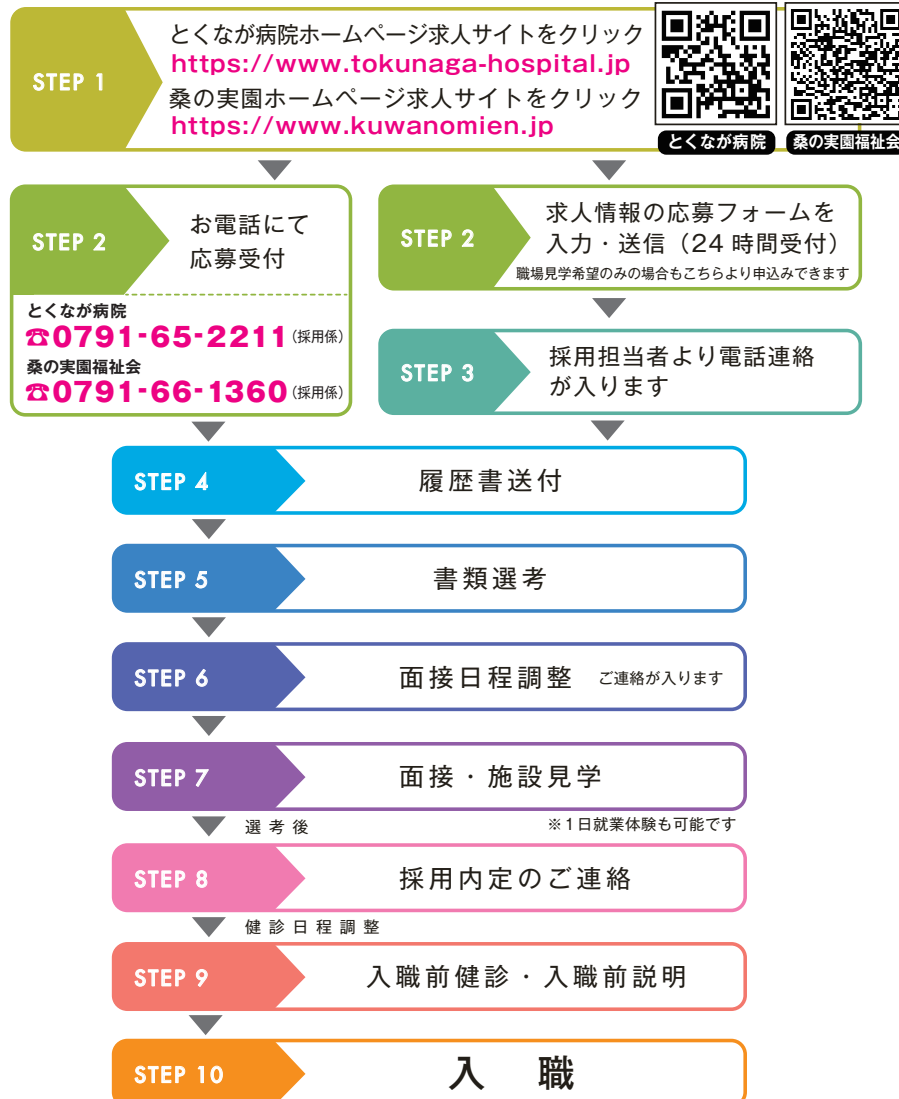 STEP 1
とくなが病院ホームページ求人サイトをクリック
https://www.tokunaga-hospital.jp
桑の実園ホームページ求人サイトをクリック
https://www.kuwanomien.jp
とくなが病院
桑の実園福祉会
STEP 2
お電話にて
応募受付
とくなが病院
☎0791-65-2211(採用係)
桑の実園福祉会
☎0791-66-1360(採用係)
STEP 2
求人情報の応募フォームを
入力・送信（24 時間受付）
職場見学希望のみの場合もこちらより申込みできます
STEP 3
採用担当者より電話連絡
が入ります
STEP 4
履歴書送付
STEP 5
書類選考
STEP 6
面接日程調整 ご連絡が入ります
STEP 7
面接・施設見学
選考後
※1日就業体験も可能です
STEP 8
採用内定のご連絡
健診日程調整
STEP 9
入職前健診・入職前説明
STEP 10
入 職